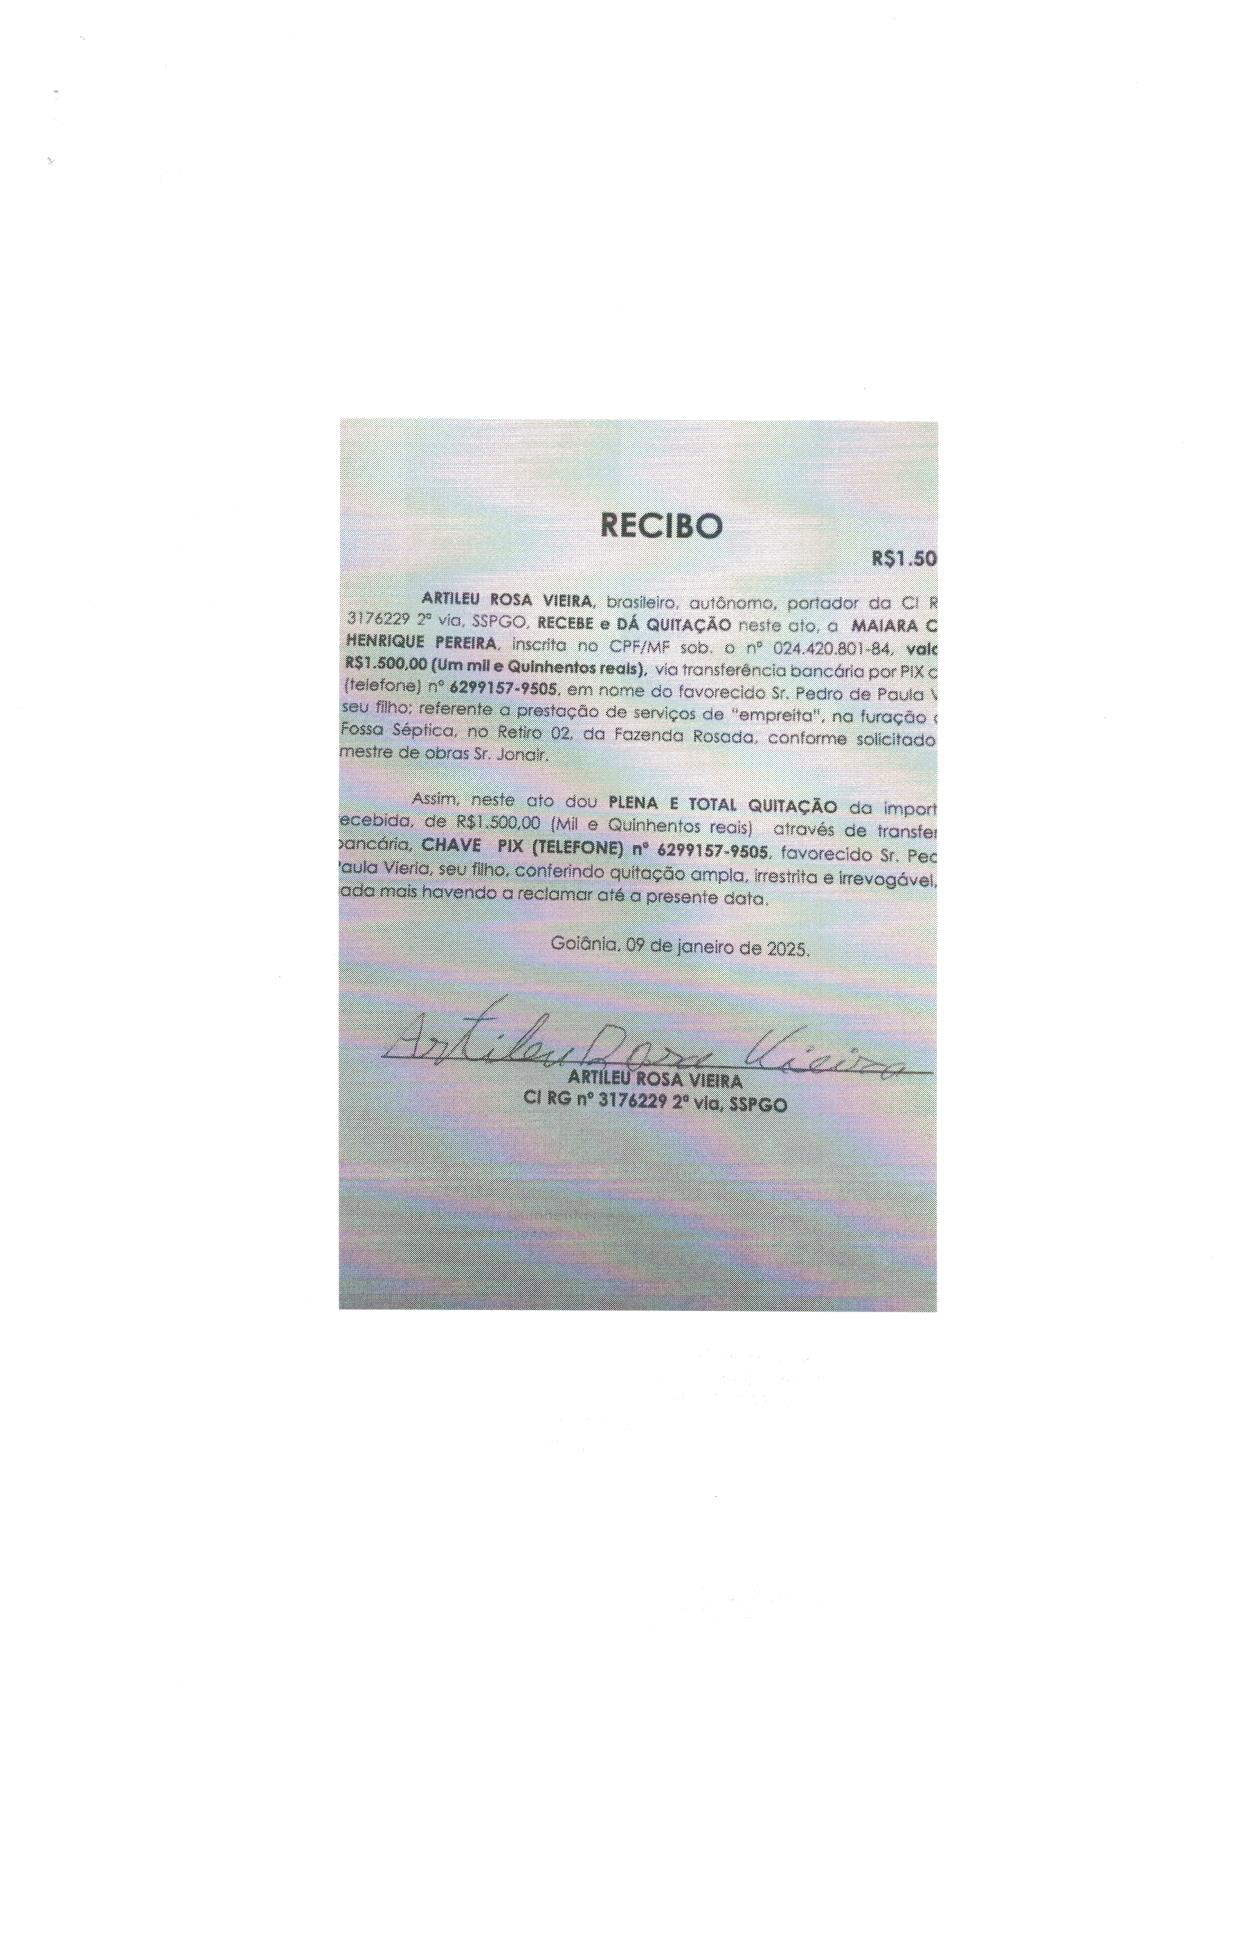 RECIBO
R$1.50
ARTILEU ROSA VIEIRA, brasileiro, autônomo, portador da CI R
3176229 2ª via, SSPGO, RECEBE e DÁ QUITAÇÃO neste ato, a MAIARA C
HENRIQUE PEREIRA, inscrita no CPF/MF sob. o nº 024.420.801-84, valo
R$1.500,00 (Um mil e Quinhentos reais), via transferência bancária por PIX c
(telefone) nº 6299157-9505, em nome do favorecido Sr. Pedro de Paula V
seu filho; referente a prestação de serviços de "empreita", na furação
Fossa Séptica, no Retiro 02, da Fazenda Rosada, conforme solicitado
mestre de obras Sr. Jonair.
Assim, neste ato dou PLENA E TOTAL QUITAÇÃO da import
ecebida, de R$1.500,00 (Mil e Quinhentos reais) através de transfer
ancária, CHAVE PIX (TELEFONE) nº 6299157-9505, favorecido Sr. Ped
aula Vieria, seu filho, conferindo quitação ampla, irrestrita e irrevogável,
ada mais havendo a reclamar até a presente data.
Goiânia, 09 de janeiro de 2025.
Artileu Rosa Vieira
ARTILEU ROSA VIEIRA
CI RG nº 3176229 2ª via, SSPGO